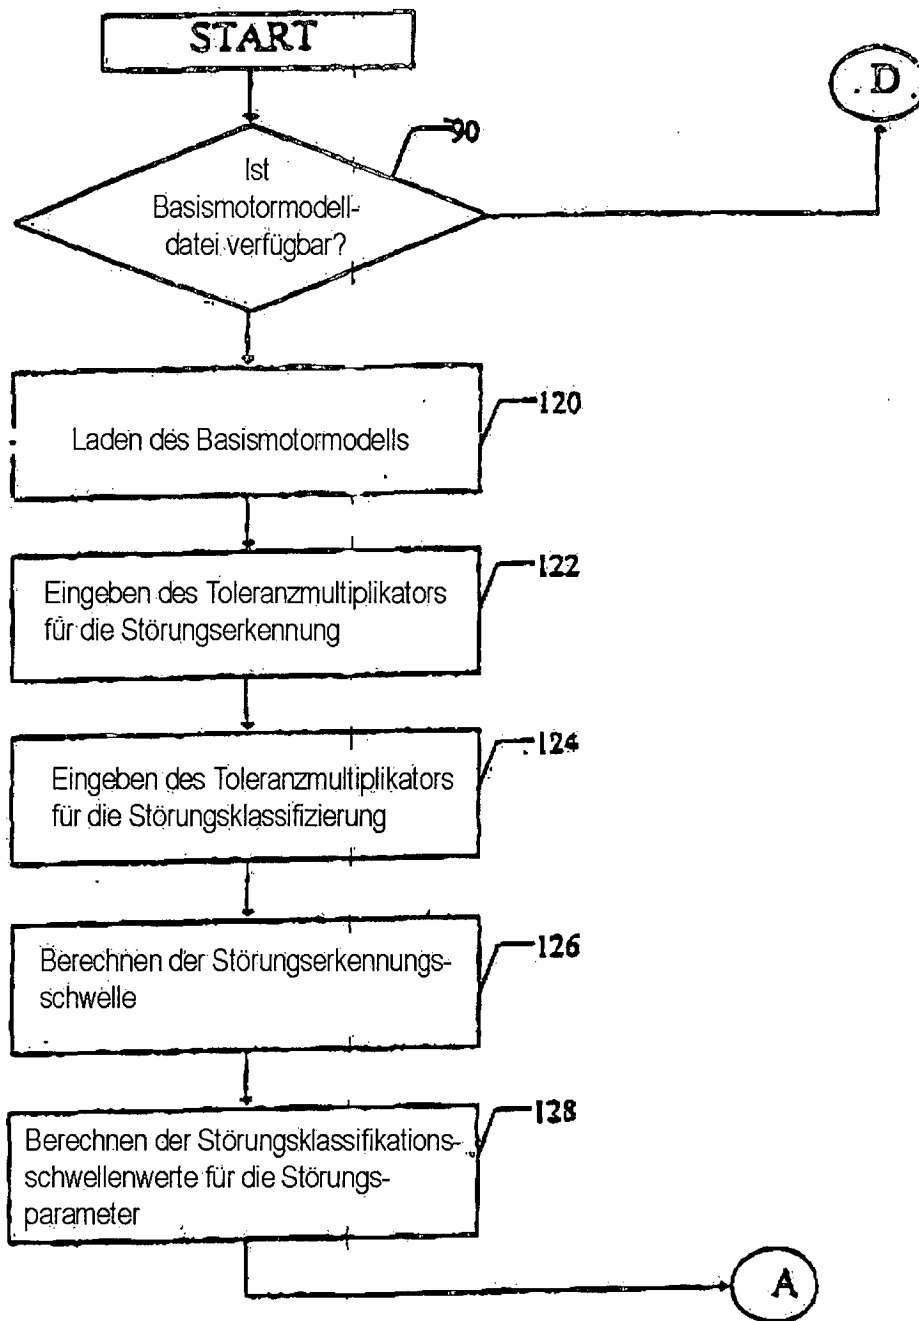 START
D
90
Ist
Basismotormodell-
datei verfügbar?
120
Laden des Basismotormodells
122
Eingeben des Toleranzmultiplikators
für die Störungserkennung
124
Eingeben des Toleranzmultiplikators
für die Störungsklassifizierung
126
Berechnen der Störungserkennungs-
schwelle
128
Berechnen der Störungsklassifikations-
schwellenwerte für die Störungs-
parameter
A